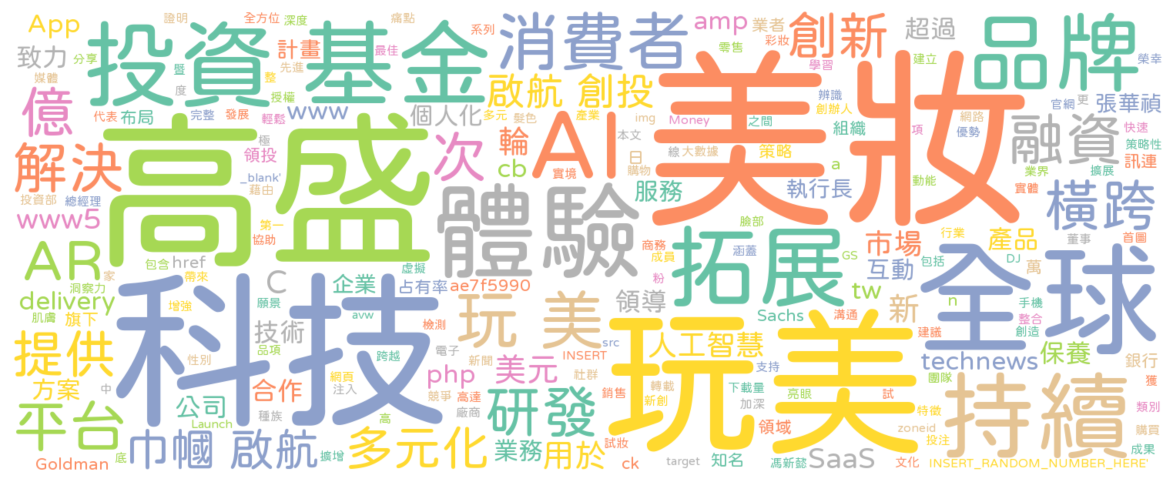 App 證明 全方位 深度 痛點 系列 消費者 amp 業者 創新 超過 品牌 榮幸
致力 分享 投資 基金 計畫 最佳 零售 彩妝
媒體 暨 度 整 先進 啟航 創投 學習 建立
億 代表 布局 授權 www 個人化 多元 髮色 產業 創辦人 辨識 官網 更 張華禎
完整 發展 輕鬆 img Money 之間 組織 項 網路 優勢 快速
解決 高盛 極 領投 次 輪 AI 本文 美妝 策略 融資 策略性
_blank' 藉由 cb 實境 日 線 大數據 a 動能 業界 擴展 訊連
投資部 總經理 購物 服務 執行長 實體
www5 第一 體驗 臉部 橫跨
AR 協助 商務 拓展 涵蓋 市場 行業 產品 董事 首圖
包含 href 家 虛擬 成員 GS 互動 包括 DJ 萬
洞察力 帶來 C 企業 占有率 ae7f5990 粉 領導 全球
delivery 科技 願景 玩 美 Sachs 溝通 tw 新 n 手機
肌膚 旗下 增強 技術 avw 檢測 整合
提供 性別 品項 跨越 電子 新聞 INSERT src 玩美 人工智慧 建議 創造
方案 中 網頁 php 美元 社群 支持 technews 保養 銀行
合作 注入 競爭 高速 銷售 轉載 下載量 亮眼 試 團隊 持續 獲
平台 公司 種族 高 廠商 研發 新創 加深 特徵 類別
Launch 巾幗 啟航 多元化 試妝 領域 zoneid 投注 購買
Goldman 底 擴增 業務 用於 ck target 知名 馮新懿 SaaS 文化 INSERT_RANDOM_NUMBER_HERE' 成果